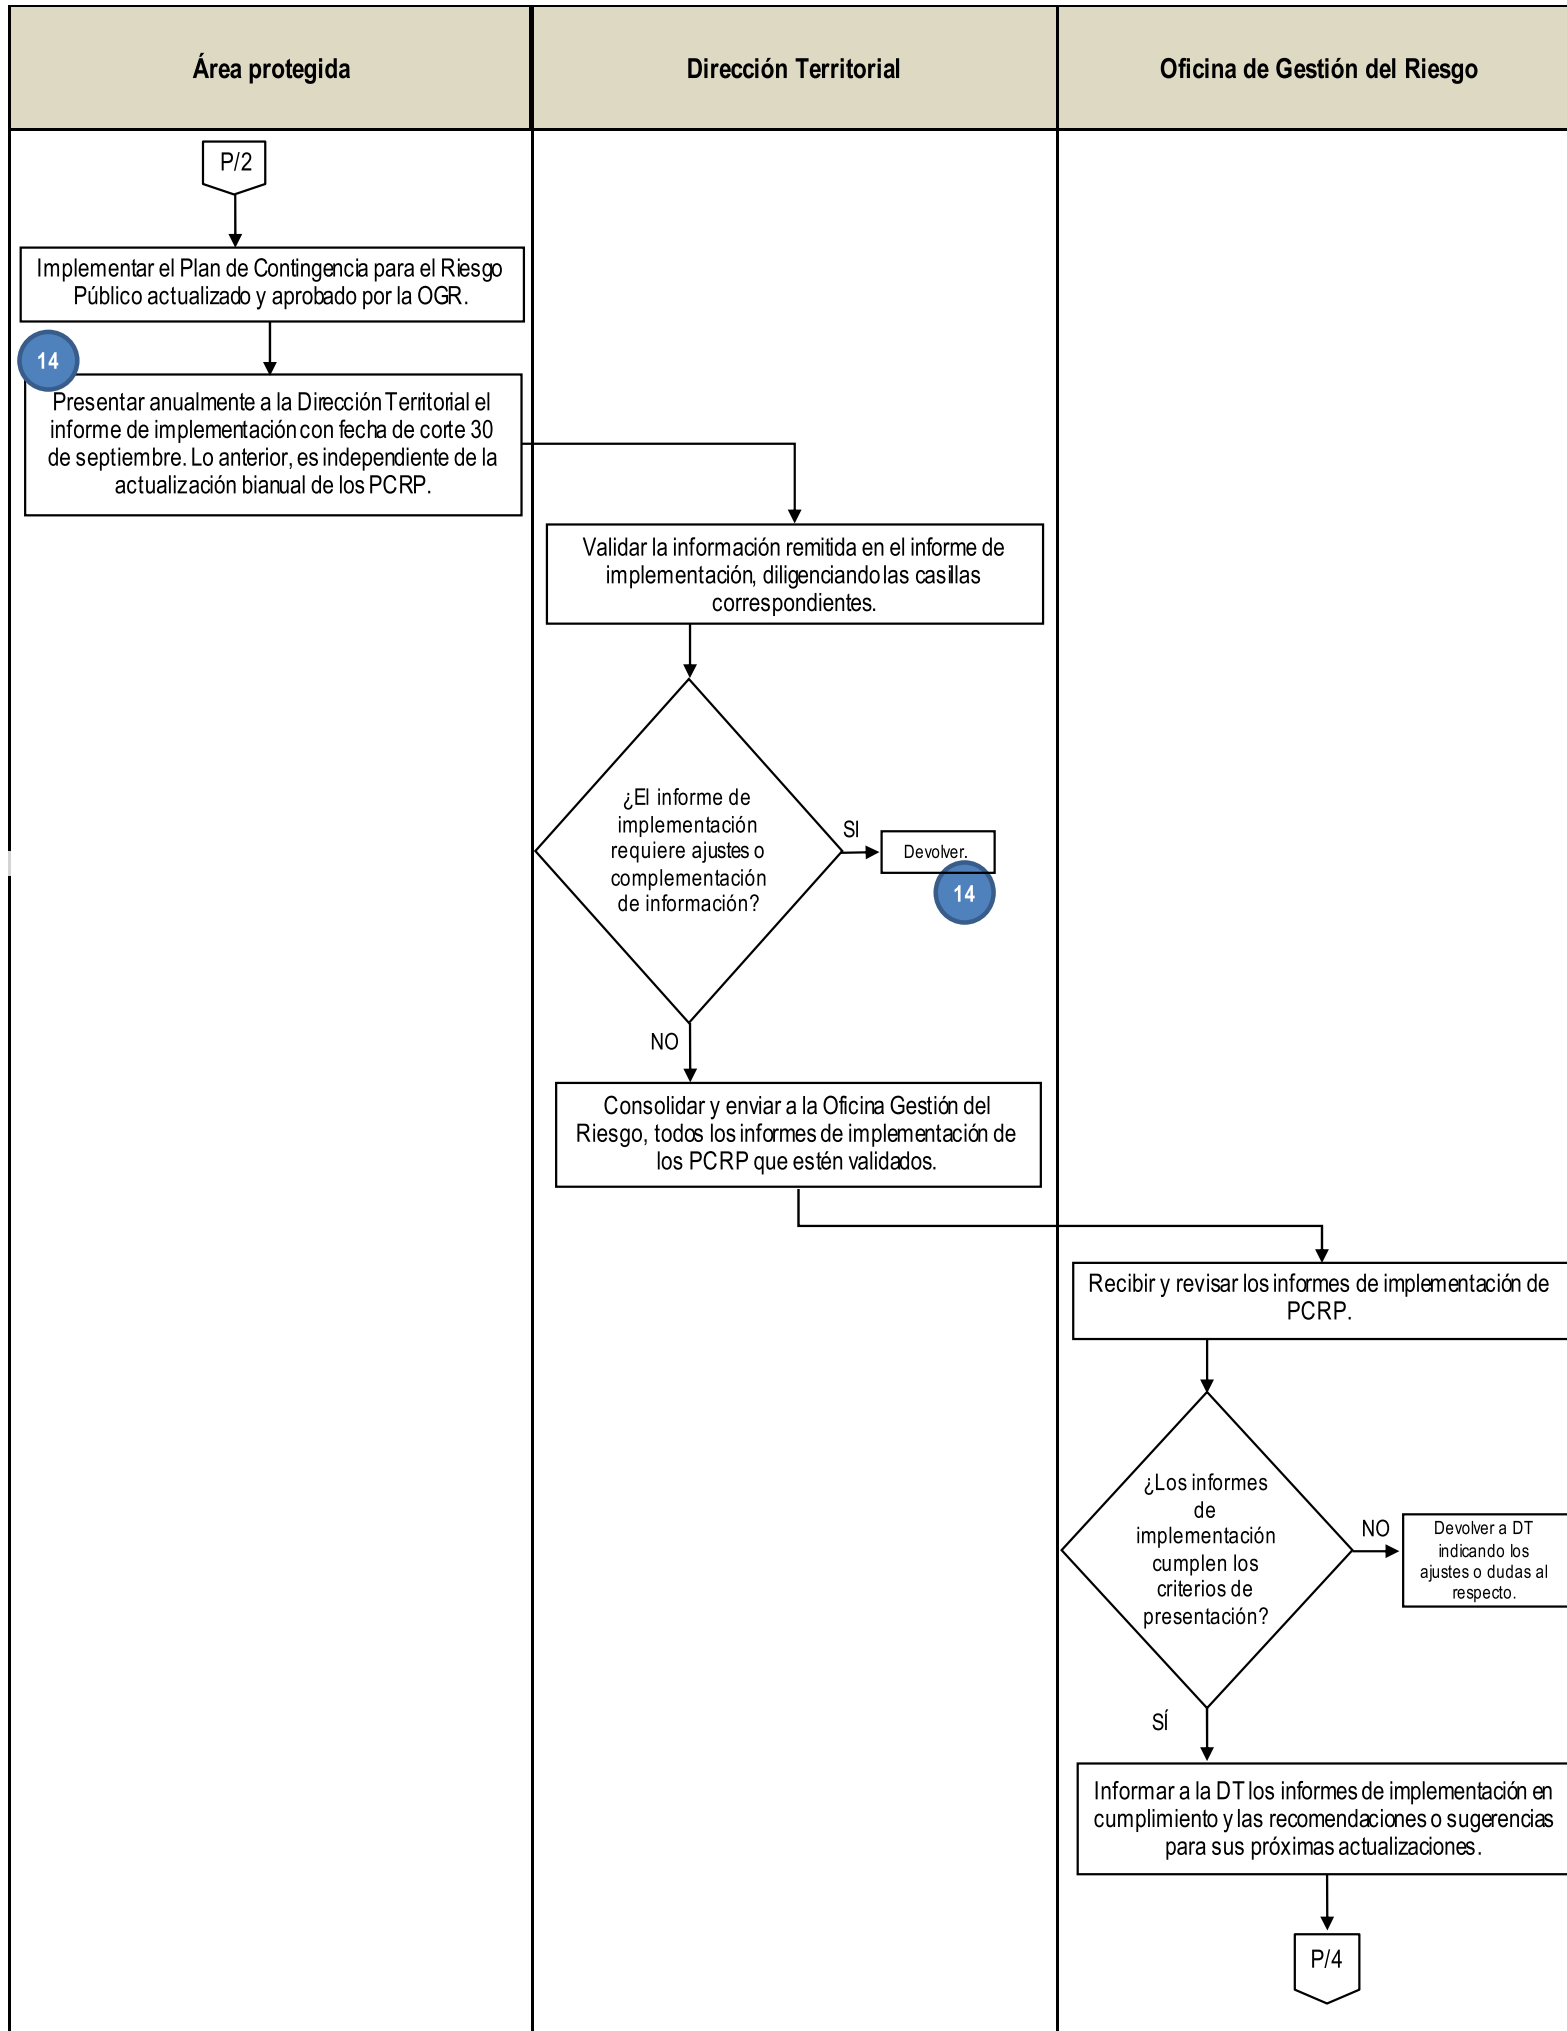 Área protegida
Dirección Territorial
Oficina de Gestión del Riesgo
P/2
Implementar el Plan de Contingencia para el Riesgo
Público actualizado y aprobado por la OGR.
14
Presentar anualmente a la Dirección Territorial el
informe de implementación con fecha de corte 30
de septiembre. Lo anterior, es independiente de la
actualización bianual de los PCRP.
Validar la información remitida en el informe de
implementación, diligenciando las casillas
correspondientes.
¿El informe de
implementación
requiere ajustes o
complementación
de información?
SI
Devolver.
14
NO
Consolidar y enviar a la Oficina Gestión del
Riesgo, todos los informes de implementación de
los PCRP que estén validados.
Recibir y revisar los informes de implementación de
PCRP.
¿Los informes
de
implementación
cumplen los
criterios de
presentación?
NO
Devolver a DT
indicando los
ajustes o dudas al
respecto.
SÍ
Informar a la DT los informes de implementación en
cumplimiento y las recomendaciones o sugerencias
para sus próximas actualizaciones.
P/4